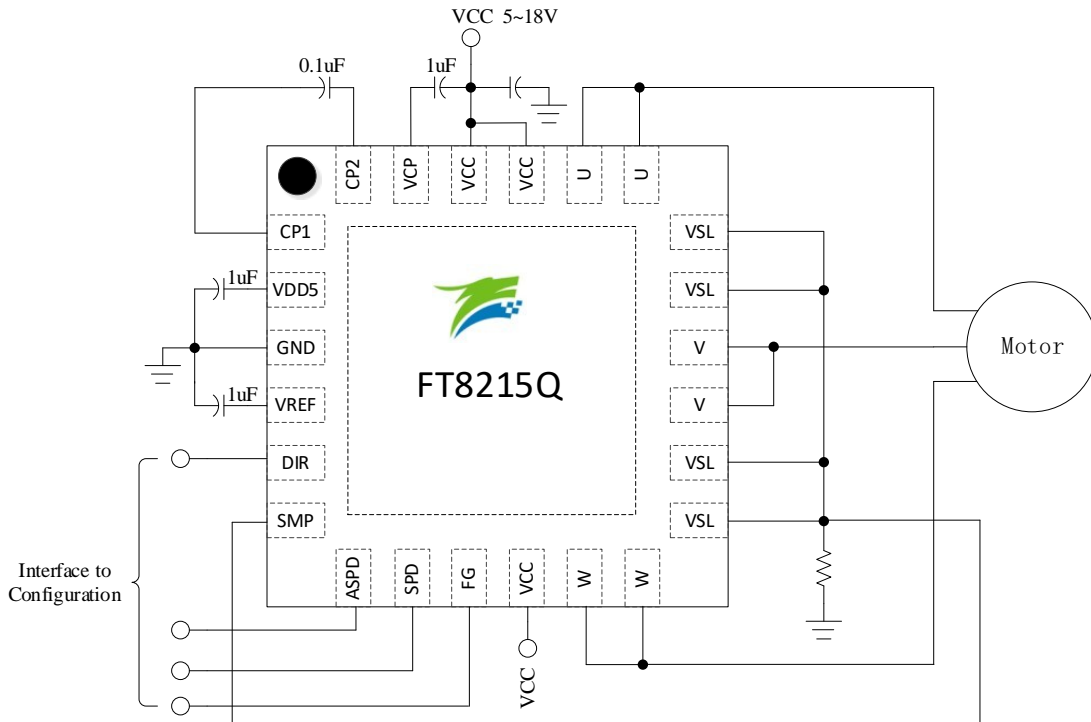 VCC 5~18V
0.1uF
1uF
CP2
VCP
VCC
VCC
U
U
CP1
VSL
1uF
VDD5
VSL
GND
V
Motor
FT8215Q
1uF
VREF
V
DIR
VSL
SMP
VSL
Interface to
Configuration
ASPD
SPD
FG
VCC
W
W
VCC